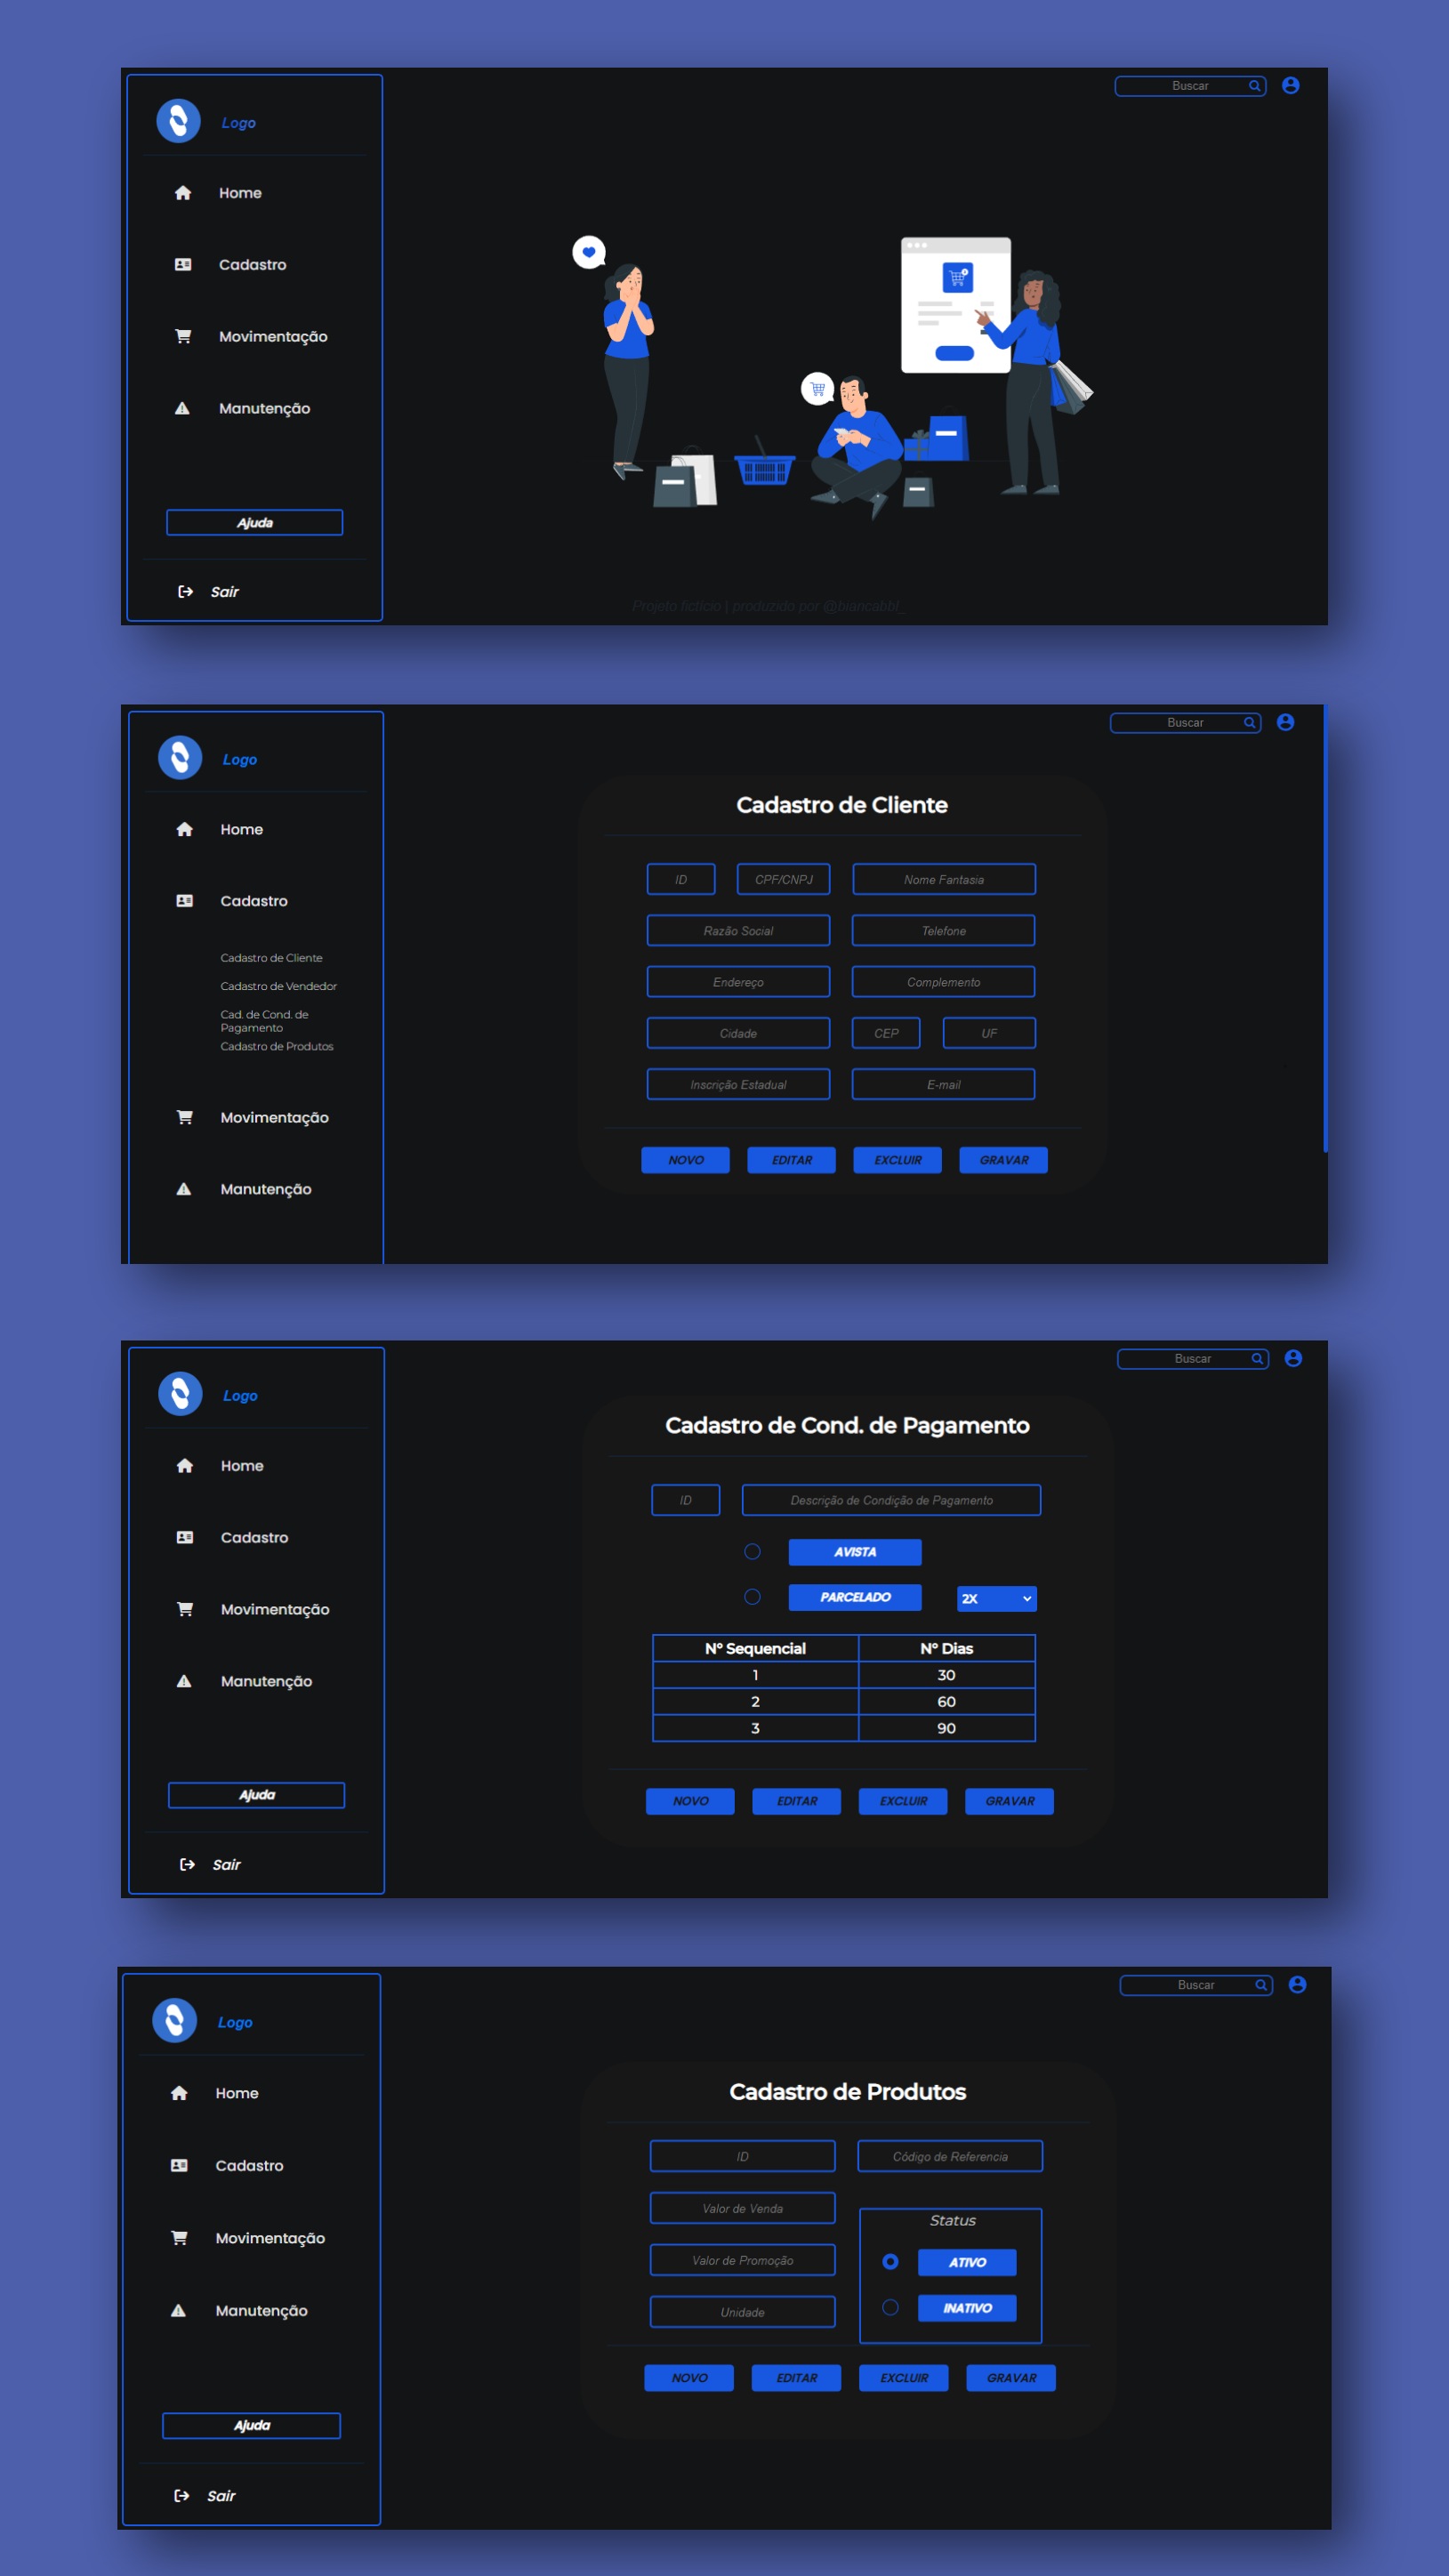 Buscar
Logo
Home
Cadastro
Movimentação
Manutenção
Ajuda
Sair
Projeto fictício | produzido por @biancabbl_
Buscar
Logo
Home
Cadastro
Cadastro de Cliente
Cadastro de Vendedor
Cad. de Cond. de
Pagamento
Cadastro de Produtos
Movimentação
Manutenção
Cadastro de Cliente
ID CPF/CNPJ Nome Fantasia
Razão Social Telefone
Endereço Complemento
Cidade CEP UF
Inscrição Estadual E-mail
NOVO EDITAR EXCLUIR GRAVAR
Buscar
Logo
Home
Cadastro
Movimentação
Manutenção
Ajuda
Sair
Cadastro de Cond. de Pagamento
ID Descrição de Condição de Pagamento
AVISTA
PARCELADO 2X
Nº Sequencial Nº Dias
1 30
2 60
3 90
NOVO EDITAR EXCLUIR GRAVAR
Buscar
Logo
Home
Cadastro
Movimentação
Manutenção
Ajuda
Sair
Cadastro de Produtos
ID Código de Referencia
Valor de Venda
Valor de Promoção
Unidade
Status
ATIVO
INATIVO
NOVO EDITAR EXCLUIR GRAVAR